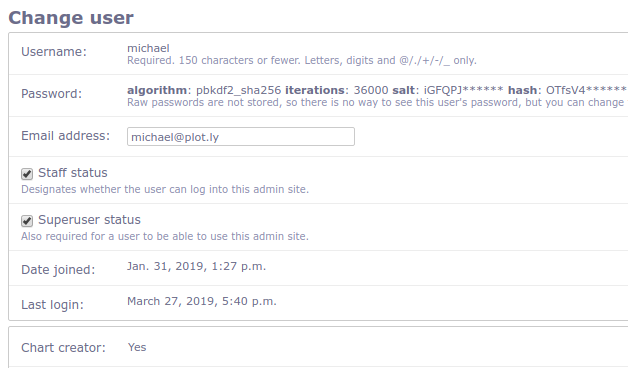 Change user
Username: michael
Required. 150 characters or fewer. Letters, digits and @/./+/-/_ only.
Password: algorithm: pbkdf2_sha256 iterations: 36000 salt: iGFQPJ****** hash: OTfsV4******
Raw passwords are not stored, so there is no way to see this user's password, but you can change
Email address: michael@plot.ly
Staff status
Designates whether the user can log into this admin site.
Superuser status
Also required for a user to be able to use this admin site.
Date joined: Jan. 31, 2019, 1:27 p.m.
Last login: March 27, 2019, 5:40 p.m.
Chart creator: Yes